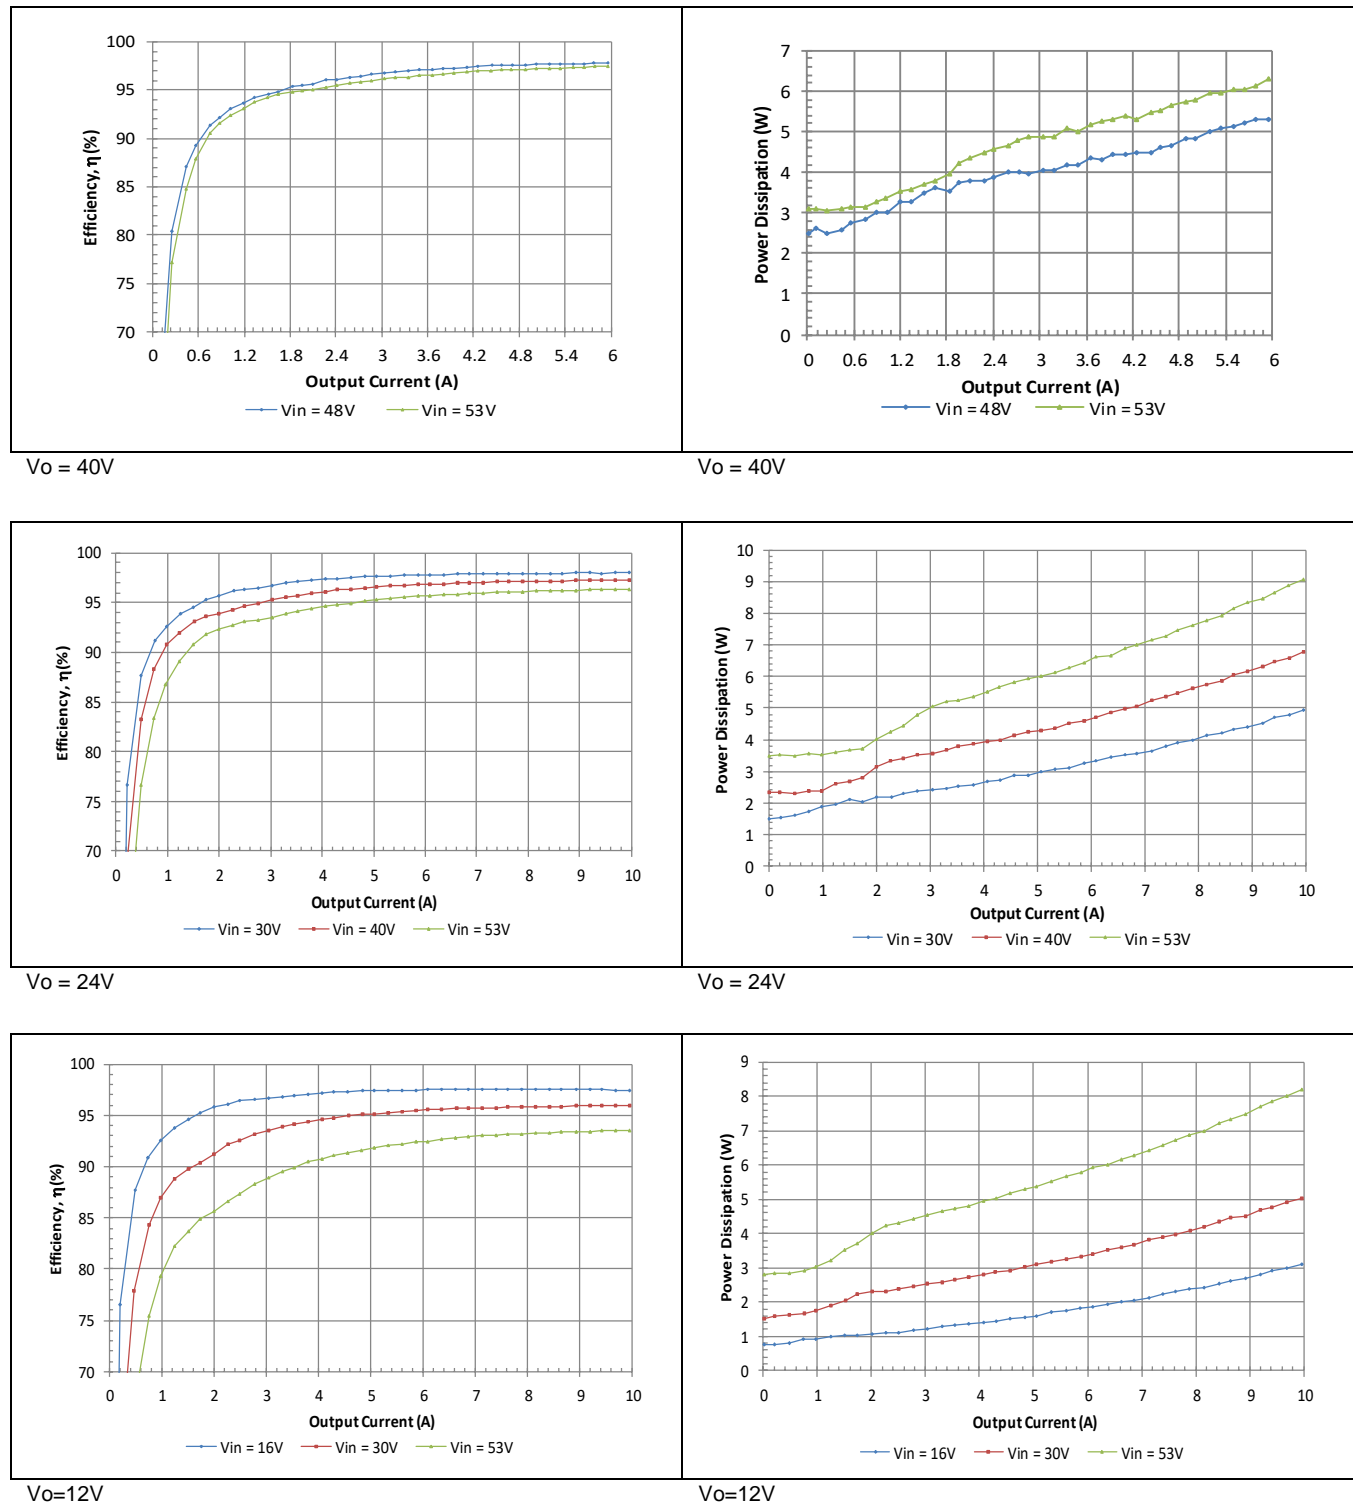 100
95
90
85
80
75
70
Efficiency, η(%)
0 0.6 1.2 1.8 2.4 3 3.6 4.2 4.8 5.4 6
Output Current (A)
Vin = 48V Vin = 53V
7
6
5
4
3
2
1
0
Power Dissipation (W)
0 0.6 1.2 1.8 2.4 3 3.6 4.2 4.8 5.4 6
Output Current (A)
Vin = 48V Vin = 53V
Vo = 40V Vo = 40V
100
95
90
85
80
75
70
Efficiency, η(%)
0 1 2 3 4 5 6 7 8 9 10
Output Current (A)
Vin = 30V Vin = 40V Vin = 53V
10
9
8
7
6
5
4
3
2
1
0
Power Dissipation (W)
0 1 2 3 4 5 6 7 8 9 10
Output Current (A)
Vin = 30V Vin = 40V Vin = 53V
Vo = 24V Vo = 24V
100
95
90
85
80
75
70
Efficiency, η(%)
0 1 2 3 4 5 6 7 8 9 10
Output Current (A)
Vin = 16V Vin = 30V Vin = 53V
9
8
7
6
5
4
3
2
1
0
Power Dissipation (W)
0 1 2 3 4 5 6 7 8 9 10
Output Current (A)
Vin = 16V Vin = 30V Vin = 53V
Vo=12V Vo=12V